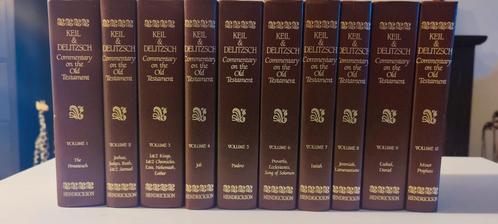 KEIL
&
DELITZSCH
Commentary
on the
Old
Testament
VOLUME 1
The
Pentateuch
HENDRICKSON
KEIL
&
DELITZSCH
Commentary
on the
Old
Testament
VOLUME 2
Joshua,
Judges, Ruth,
1&2 Samuel
HENDRICKSON
KEIL
&
DELITZSCH
Commentary
on the
Old
Testament
VOLUME 3
1&2 Kings,
1&2 Chronicles,
Ezra, Nehemiah,
Esther
HENDRICKSON
KEIL
&
DELITZSCH
Commentary
on the
Old
Testament
VOLUME 4
Job
HENDRICKSON
KEIL
&
DELITZSCH
Commentary
on the
Old
Testament
VOLUME 5
Psalms
HENDRICKSON
KEIL
&
DELITZSCH
Commentary
on the
Old
Testament
VOLUME 6
Proverbs,
Ecclesiastes,
Song of Solomon
HENDRICKSON
KEIL
&
DELITZSCH
Commentary
on the
Old
Testament
VOLUME 7
Isaiah
HENDRICKSON
KEIL
&
DELITZSCH
Commentary
on the
Old
Testament
VOLUME 8
Jeremiah,
Lamentations
HENDRICKSON
KEIL
&
DELITZSCH
Commentary
on the
Old
Testament
VOLUME 9
Ezekiel,
Daniel
HENDRICKSON
KEIL
&
DELITZSCH
Commentary
on the
Old
Testament
VOLUME 10
Minor
Prophets
HENDRICKSON